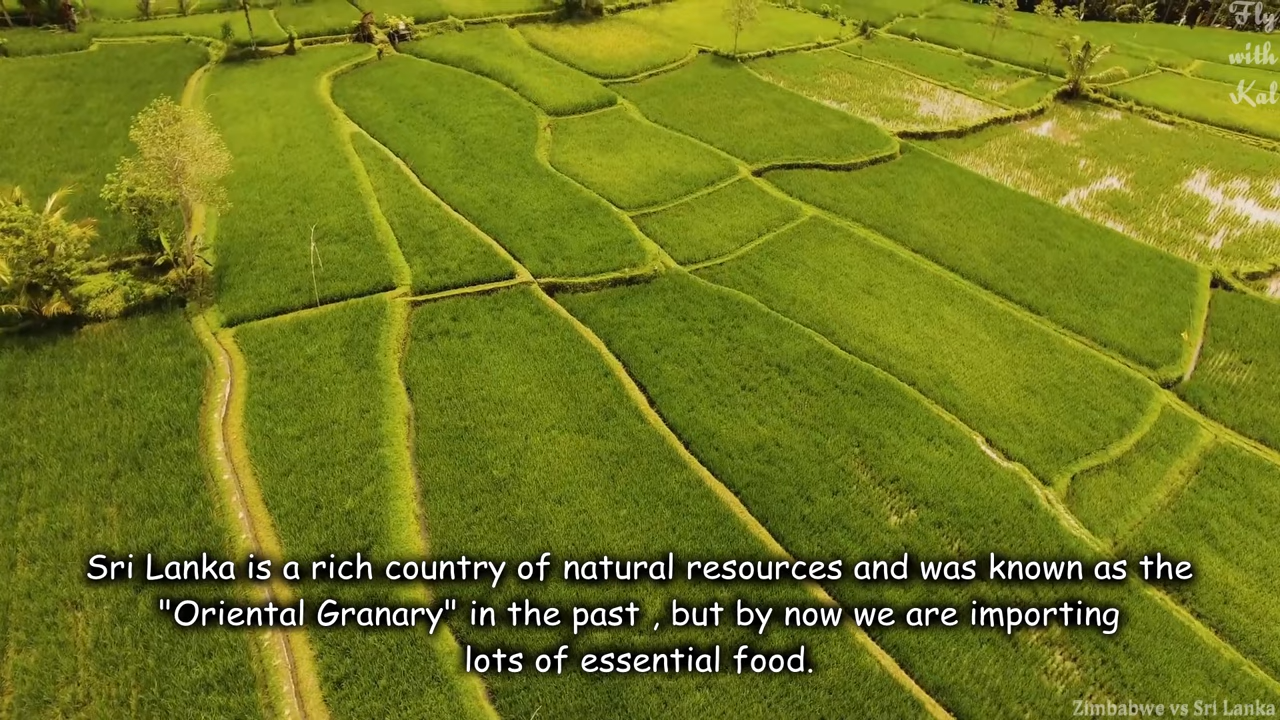 Fly
with
Kal
Sri Lanka is a rich country of natural resources and was known as the
"Oriental Granary" in the past , but by now we are importing
lots of essential food.
Zimbabwe vs Sri Lanka